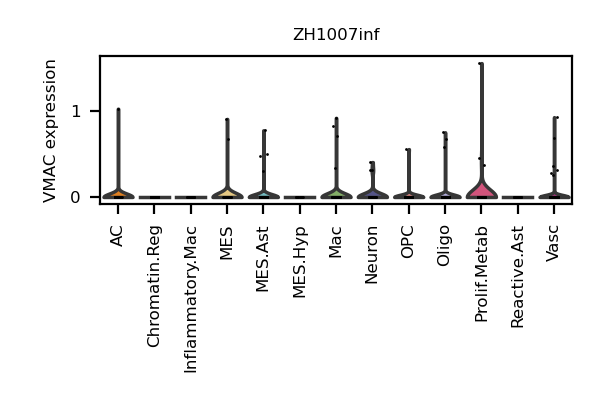 ZH1007inf
VMAC expression
1
0
AC
Chromatin.Reg
Inflammatory.Mac
MES
MES.Ast
MES.Hyp
Mac
Neuron
OPC
Oligo
Prolif.Metab
Reactive.Ast
Vasc